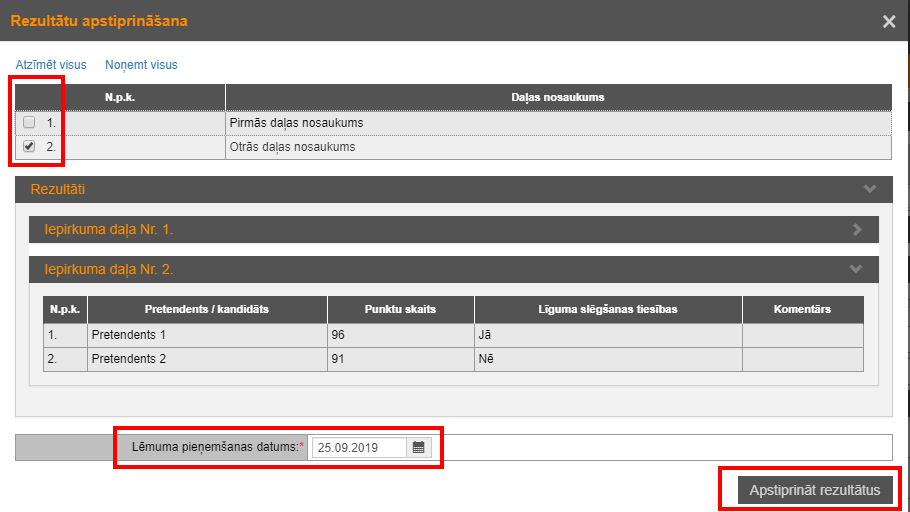 Rezultātu apstiprināšana
Atzīmēt visus Noņemt visus
N.p.k. Daļas nosaukums
1. Pirmās daļas nosaukums
2. Otrās daļas nosaukums
Rezultāti
Iepirkuma daļa Nr. 1.
Iepirkuma daļa Nr. 2.
N.p.k. Pretendents / kandidāts Punktu skaits Līguma slēgšanas tiesības Komentārs
1. Pretendents 1 96 Jā
2. Pretendents 2 91 Nē
Lēmuma pieņemšanas datums:* 25.09.2019
Apstiprināt rezultātus